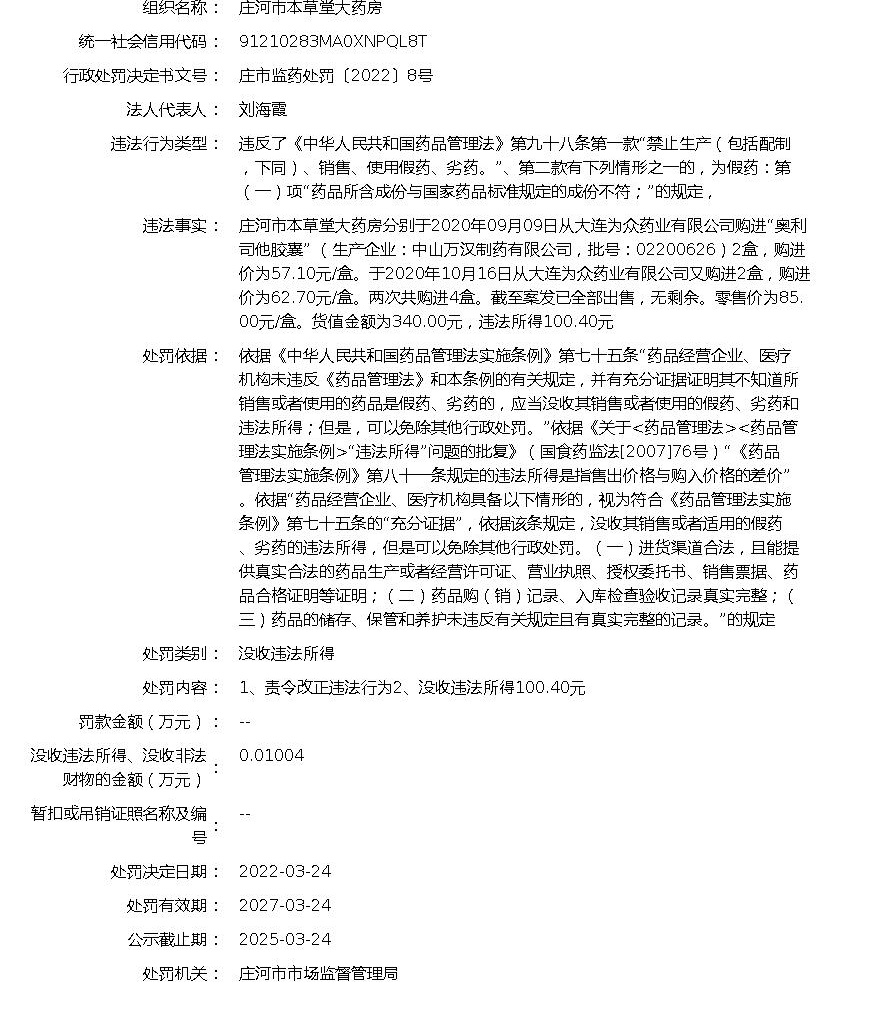 组织名称： 庄河市本草堂大药房
统一社会信用代码： 91210283MA0XNPQL8T
行政处罚决定书文号： 庄市监药处罚〔2022〕8号
法人代表人： 刘海霞
违法行为类型： 违反了《中华人民共和国药品管理法》第九十八条第一款“禁止生产（包括配制
，下同）、销售、使用假药、劣药。”、第二款有下列情形之一的，为假药：第
（一）项“药品所含成份与国家药品标准规定的成份不符；”的规定，
违法事实： 庄河市本草堂大药房分别于2020年09月09日从大连为众药业有限公司购进“奥利
司他胶囊”（生产企业：中山万汉制药有限公司，批号：02200626）2盒，购进
价为57.10元/盒。于2020年10月16日从大连为众药业有限公司又购进2盒，购进
价为62.70元/盒。两次共购进4盒。截至案发已全部出售，无剩余。零售价为85.
00元/盒。货值金额为340.00元，违法所得100.40元
处罚依据： 依据《中华人民共和国药品管理法实施条例》第七十五条“药品经营企业、医疗
机构未违反《药品管理法》和本条例的有关规定，并有充分证据证明其不知道所
销售或者使用的药品是假药、劣药的，应当没收其销售或者使用的假药、劣药和
违法所得；但是，可以免除其他行政处罚。”依据《关于<药品管理法><药品管
理法实施条例>“违法所得”问题的批复》（国食药监法[2007]76号）“《药品
管理法实施条例》第八十一条规定的违法所得是指售出价格与购入价格的差价”
。依据“药品经营企业、医疗机构具备以下情形的，视为符合《药品管理法实施
条例》第七十五条的“充分证据”，依据该条规定，没收其销售或者适用的假药
、劣药的违法所得，但是可以免除其他行政处罚。（一）进货渠道合法，且能提
供真实合法的药品生产或者经营许可证、营业执照、授权委托书、销售票据、药
品合格证明等证明；（二）药品购（销）记录、入库检查验收记录真实完整；（
三）药品的储存、保管和养护未违反有关规定且有真实完整的记录。”的规定
处罚类别： 没收违法所得
处罚内容： 1、责令改正违法行为2、没收违法所得100.40元
罚款金额（万元）： --
没收违法所得、没收非法
财物的金额（万元）： 0.01004
暂扣或吊销证照名称及编
号： --
处罚决定日期： 2022-03-24
处罚有效期： 2027-03-24
公示截止期： 2025-03-24
处罚机关： 庄河市市场监督管理局